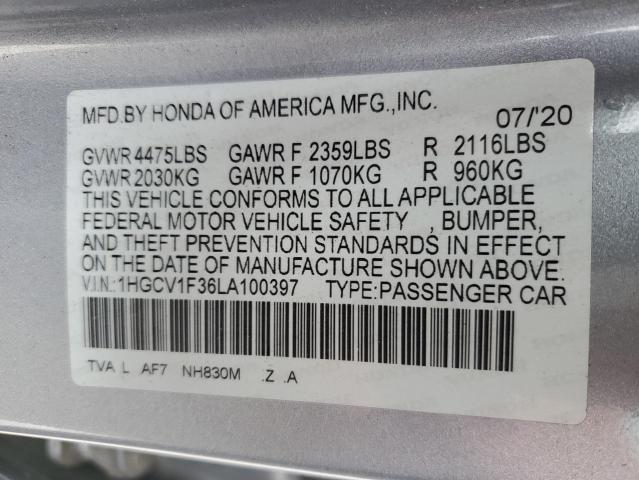 MFD.BY HONDA OF AMERICA MFG.,INC. 07/'20
GVWR 4475LBS GAWR F 2359LBS R 2116LBS
GVWR 2030KG GAWR F 1070KG R 960KG
THIS VEHICLE CONFORMS TO ALL APPLICABLE
FEDERAL MOTOR VEHICLE SAFETY , BUMPER,
AND THEFT PREVENTION STANDARDS IN EFFECT
ON THE DATE OF MANUFACTURE SHOWN ABOVE.
V.I.N.:1HGCV1F36LA100397 TYPE:PASSENGER CAR
TVA L AF7 NH830M .Z .A